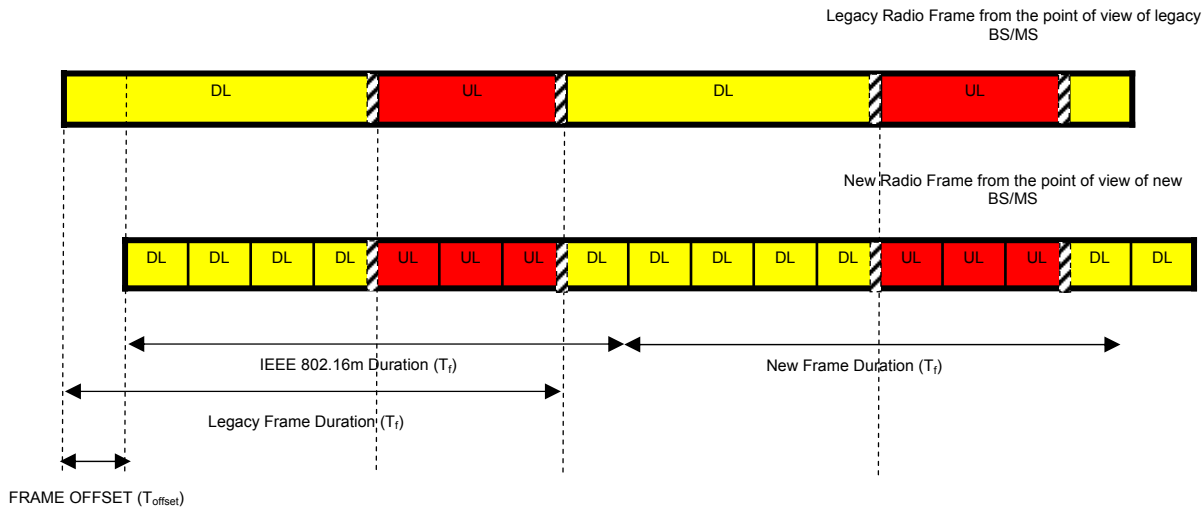 Legacy Radio Frame from the point of view of legacy
BS/MS
DL UL DL UL
New Radio Frame from the point of view of new
BS/MS
DL DL DL DL UL UL UL DL DL DL DL DL UL UL UL DL DL
IEEE 802.16m Duration (Tf)
New Frame Duration (Tf)
Legacy Frame Duration (Tf)
FRAME OFFSET (Toffset)